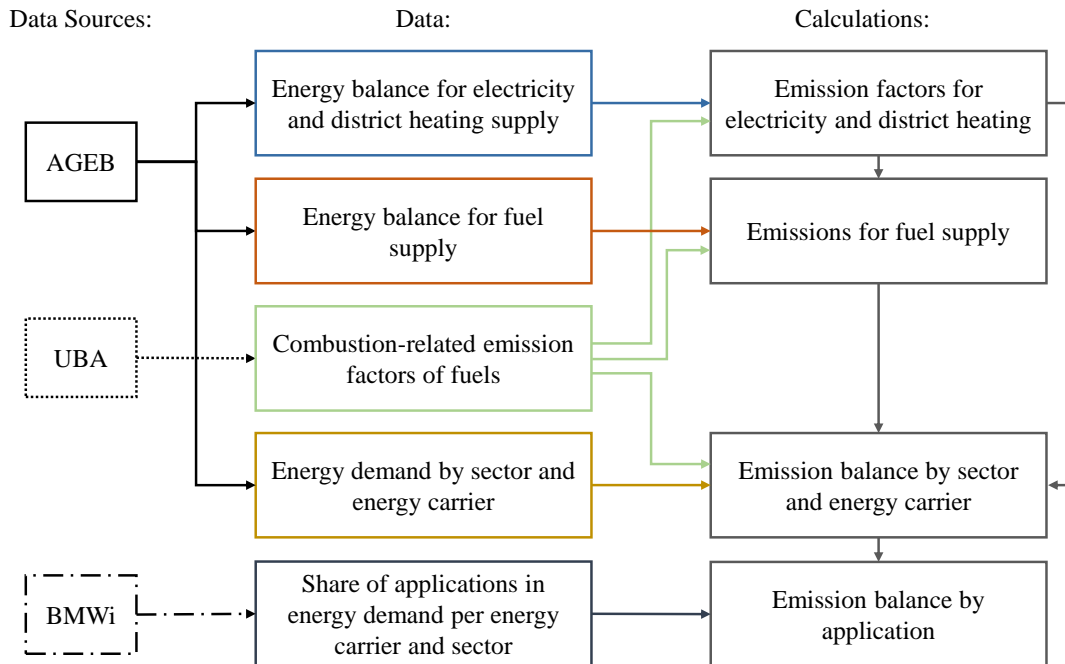 Data Sources:
Data:
Calculations:
AGEB
UBA
BMWi
Energy balance for electricity
and district heating supply
Energy balance for fuel
supply
Combustion-related emission
factors of fuels
Energy demand by sector and
energy carrier
Share of applications in
energy demand per energy
carrier and sector
Emission factors for
electricity and district heating
Emissions for fuel supply
Emission balance by sector
and energy carrier
Emission balance by
application